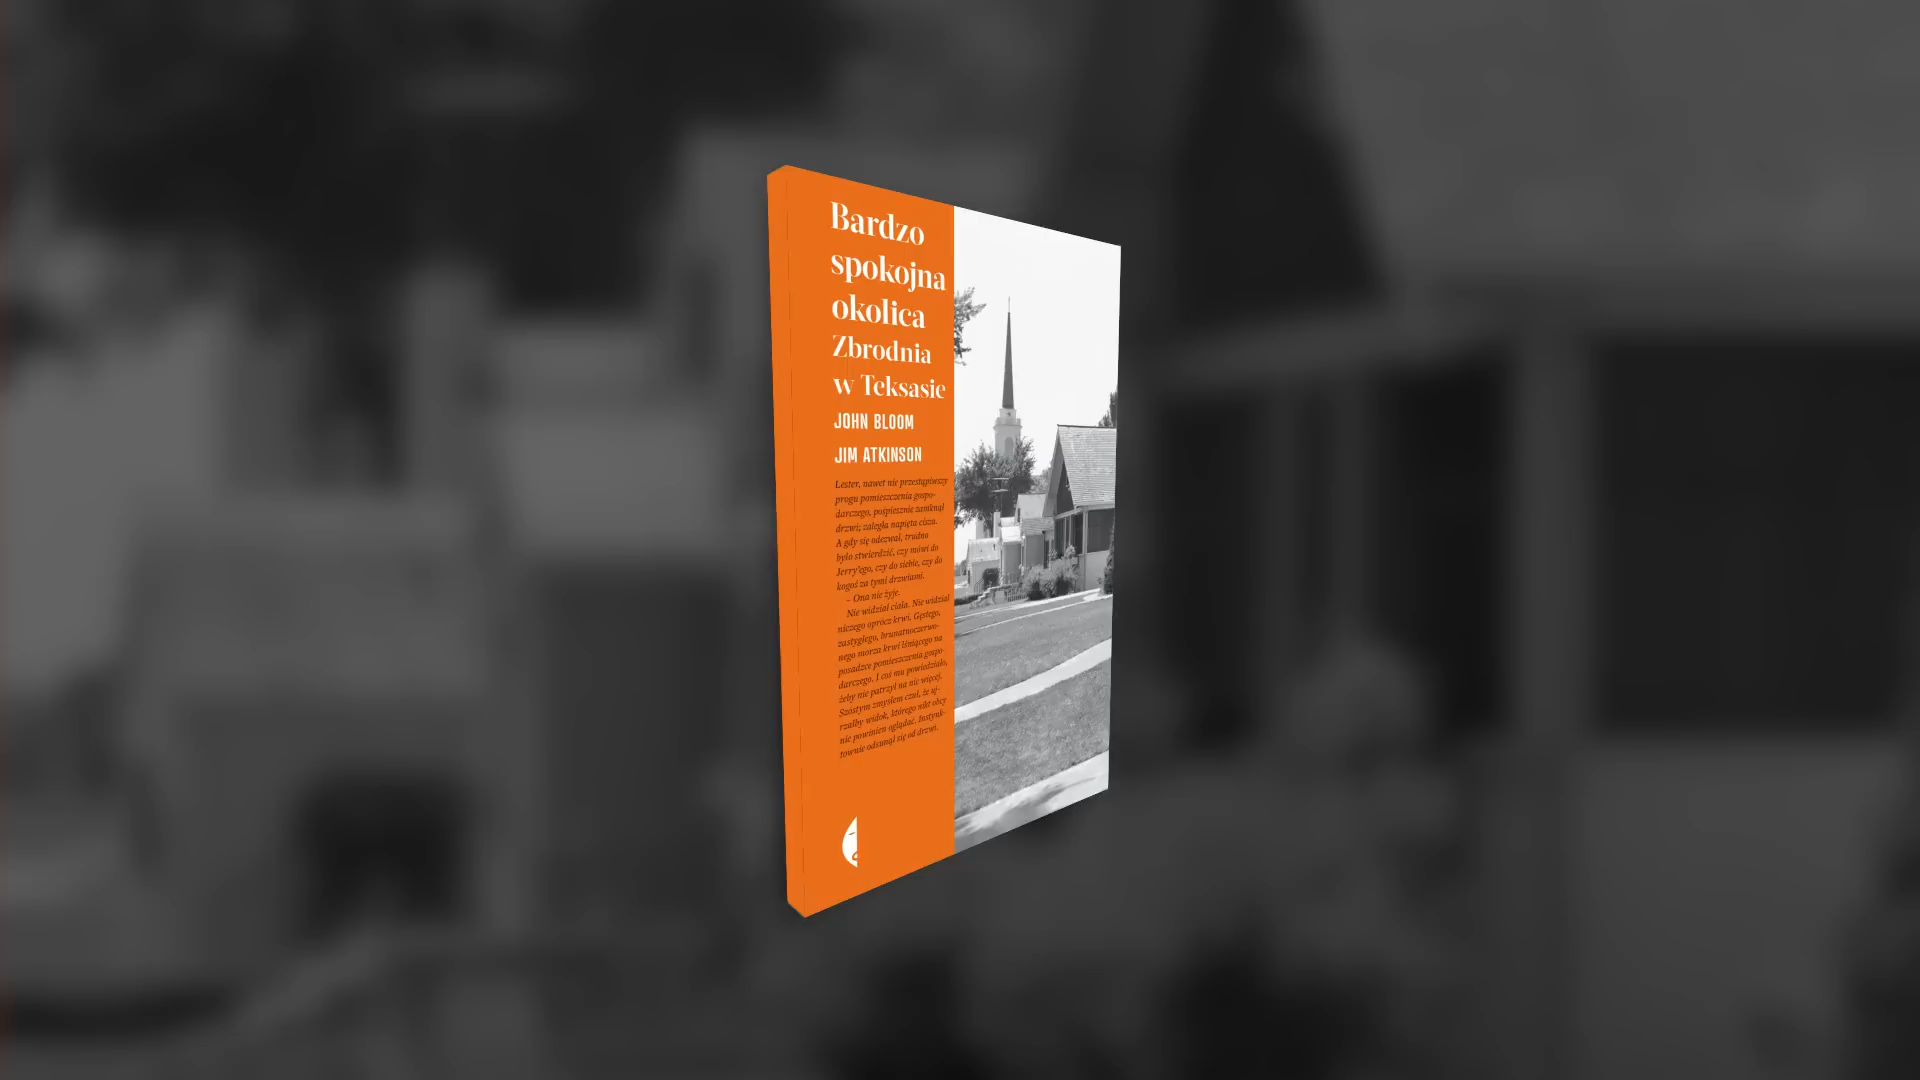 Bardzo
spokojna
okolica
Zbrodnia
w Teksasie
JOHN BLOOM
JIM ATKINSON
Lester, nawet nie przestąpiwszy
progu pomieszczenia gospo-
darczego, pośpiesznie zamknął
drzwi; zaległa napięta cisza.
A gdy się odezwał, trudno
było stwierdzić, czy mówi do
Jerry'ego, czy do siebie, czy do
kogoś za tymi drzwiami.
– Ona nie żyje.
Nie widział ciała. Nie widział
niczego oprócz krwi. Gęstego,
zastygłego, brunatnoczerwo-
nego morza krwi lśniącego na
posadzce pomieszczenia gospo-
darczego. I coś mu powiedziało,
żeby nie patrzył na nic więcej.
Szóstym zmysłem czuł, że uj-
rzałby widok, którego nikt obcy
nie powinien oglądać. Instynk-
townie odsunął się od drzwi.